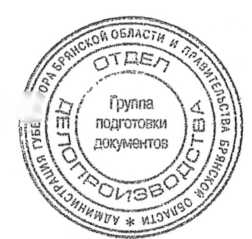 АДМИНИСТРАЦИЯ ГУБЕРНАТОРА БРЯНСКОЙ ОБЛАСТИ И ПРАВИТЕЛЬСТВА БРЯНСКОЙ ОБЛАСТИ *
ОТДЕЛ
ДЕЛОПРОИЗВОДСТВА
Группа
подготовки
документов